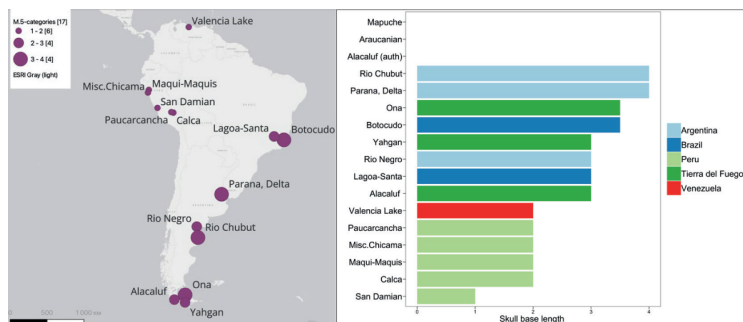 M.5-categories [17]
1 - 2 [6]
2 - 3 [4]
3 - 4 [4]
ESRI Gray (light)
Valencia Lake
Misc.Chicama
Maqui-Maquis
San Damian
Paucarcancha
Calca
Lagoa-Santa
Botocudo
Parana, Delta
Rio Negro
Rio Chubut
Alacaluf
Ona
Yahgan
0 500 1 000 km
Mapuche
Araucanian
Alacaluf (auth)
Rio Chubut
Parana, Delta
Ona
Botocudo
Yahgan
Rio Negro
Lagoa-Santa
Alacaluf
Valencia Lake
Paucarcancha
Misc.Chicama
Maqui-Maquis
Calca
San Damian
0 1 2 3 4
Skull base length
Argentina
Brazil
Peru
Tierra del Fuego
Venezuela